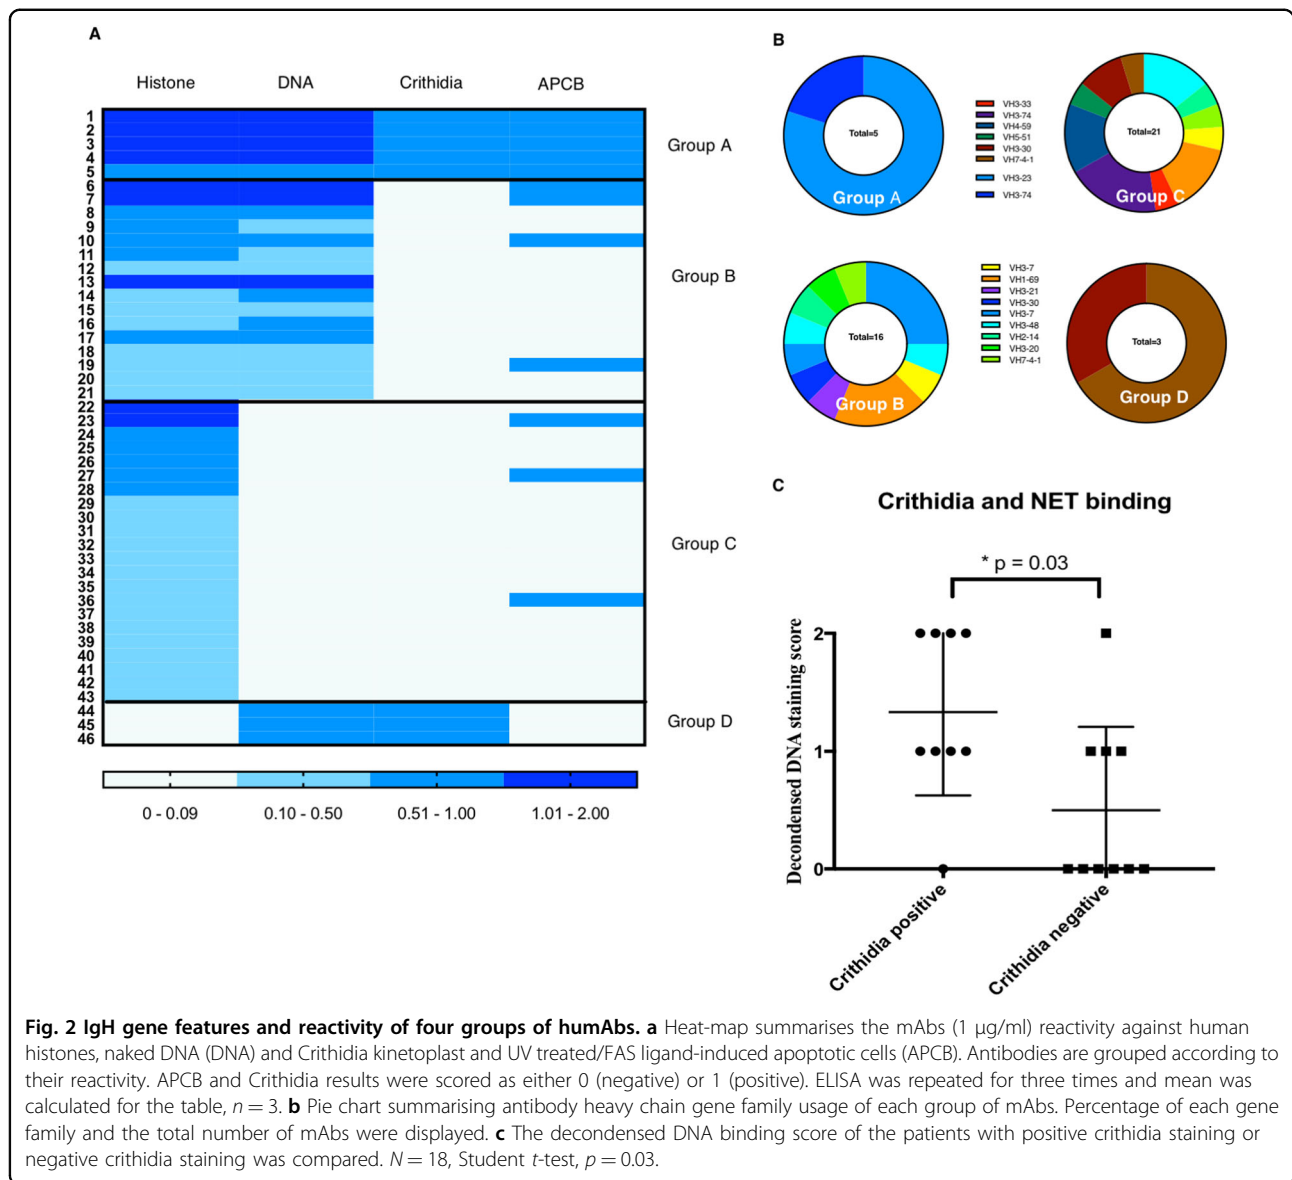 A
Histone DNA Crithidia APCB
1
2
3
4
5
6
7
8
9
10
11
12
13
14
15
16
17
18
19
20
21
22
23
24
25
26
27
28
29
30
31
32
33
34
35
36
37
38
39
40
41
42
43
44
45
46
Group A
Group B
Group C
Group D
0 - 0.09 0.10 - 0.50 0.51 - 1.00 1.01 - 2.00
B
Total=5
Group A
VH3-33
VH3-74
VH4-59
VH5-51
VH3-30
VH7-4-1
VH3-23
VH3-74
Total=21
Group C
Total=16
Group B
VH3-7
VH1-69
VH3-21
VH3-30
VH3-7
VH3-48
VH2-14
VH3-20
VH7-4-1
Total=3
Group D
C
Crithidia and NET binding
* p = 0.03
Decondensed DNA staining score
2
1
0
Crithidia positive
Crithidia negative
Fig. 2 IgH gene features and reactivity of four groups of humAbs. a Heat-map summarises the mAbs (1 μg/ml) reactivity against human
histones, naked DNA (DNA) and Crithidia kinetoplast and UV treated/FAS ligand-induced apoptotic cells (APCB). Antibodies are grouped according to
their reactivity. APCB and Crithidia results were scored as either 0 (negative) or 1 (positive). ELISA was repeated for three times and mean was
calculated for the table, n = 3. b Pie chart summarising antibody heavy chain gene family usage of each group of mAbs. Percentage of each gene
family and the total number of mAbs were displayed. c The decondensed DNA binding score of the patients with positive crithidia staining or
negative crithidia staining was compared. N = 18, Student t-test, p = 0.03.